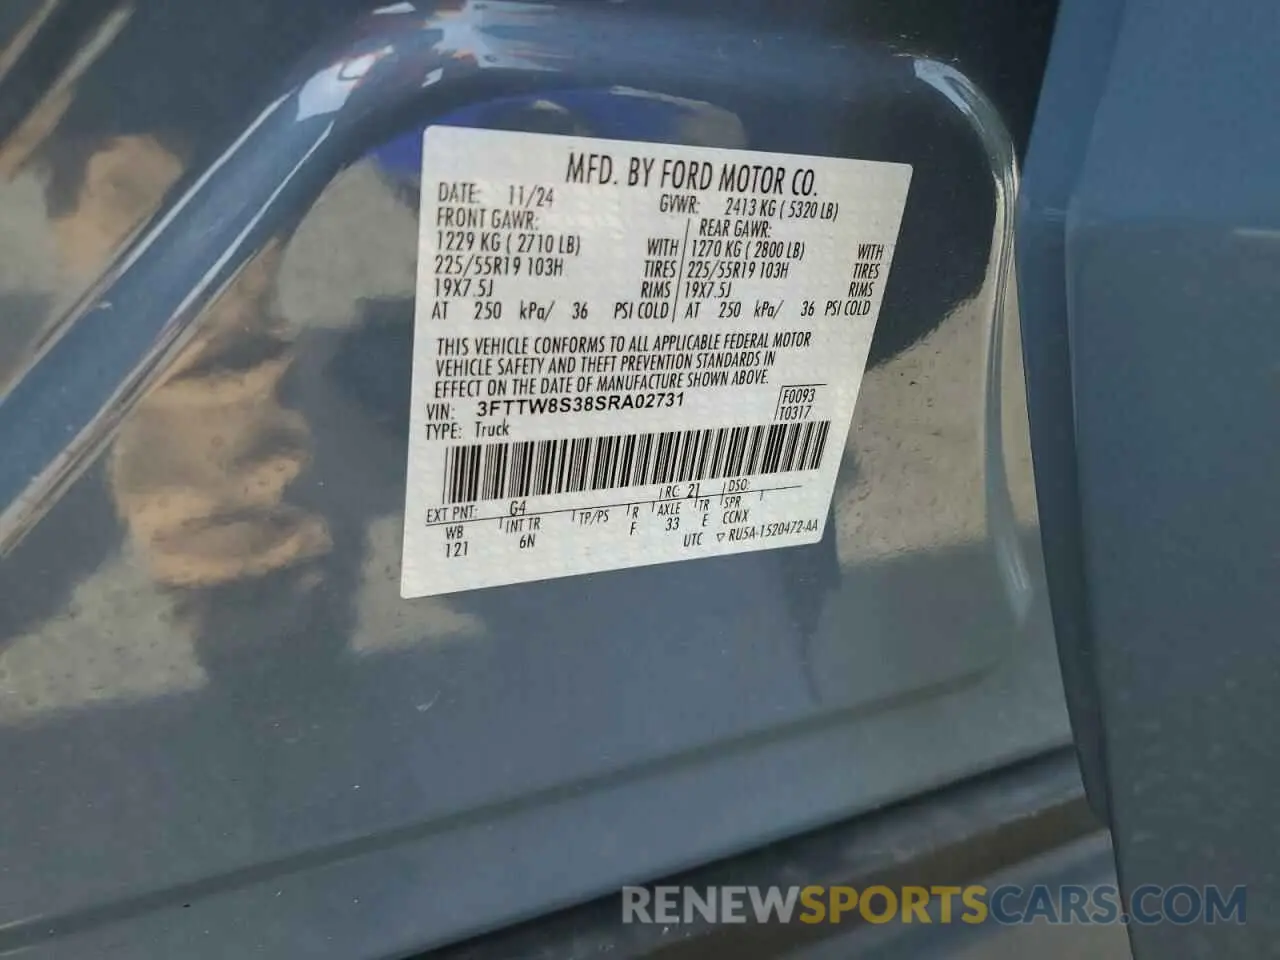 MFD. BY FORD MOTOR CO.
DATE: 11/24 GVWR: 2413 KG ( 5320 LB)
FRONT GAWR: REAR GAWR:
1229 KG ( 2710 LB) WITH 1270 KG ( 2800 LB) WITH
225/55R19 103H TIRES 225/55R19 103H TIRES
19X7.5J RIMS 19X7.5J RIMS
AT 250 kPa/ 36 PSI COLD AT 250 kPa/ 36 PSI COLD
THIS VEHICLE CONFORMS TO ALL APPLICABLE FEDERAL MOTOR
VEHICLE SAFETY AND THEFT PREVENTION STANDARDS IN
EFFECT ON THE DATE OF MANUFACTURE SHOWN ABOVE.
VIN: 3FTTW8S38SRA02731 F0093
TYPE: Truck T0317
EXT PNT: G4 RC: 21 DSO:
WB INT TR TP/PS R AXLE TR SPR
121 6N F 33 E CCNX
UTC ▽ RU5A-1520472-AA
RENEWSPORTSCARS.COM